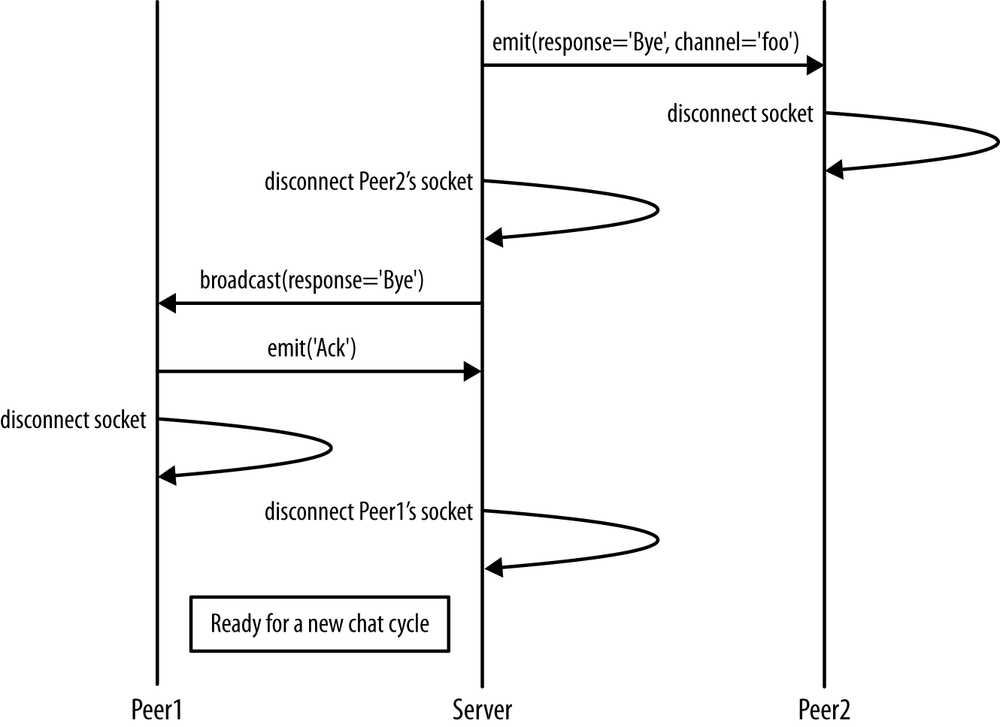 emit(response='Bye', channel='foo')
disconnect socket
disconnect Peer2’s socket
broadcast(response='Bye')
emit('Ack')
disconnect socket
disconnect Peer1’s socket
Ready for a new chat cycle
Peer1
Server
Peer2